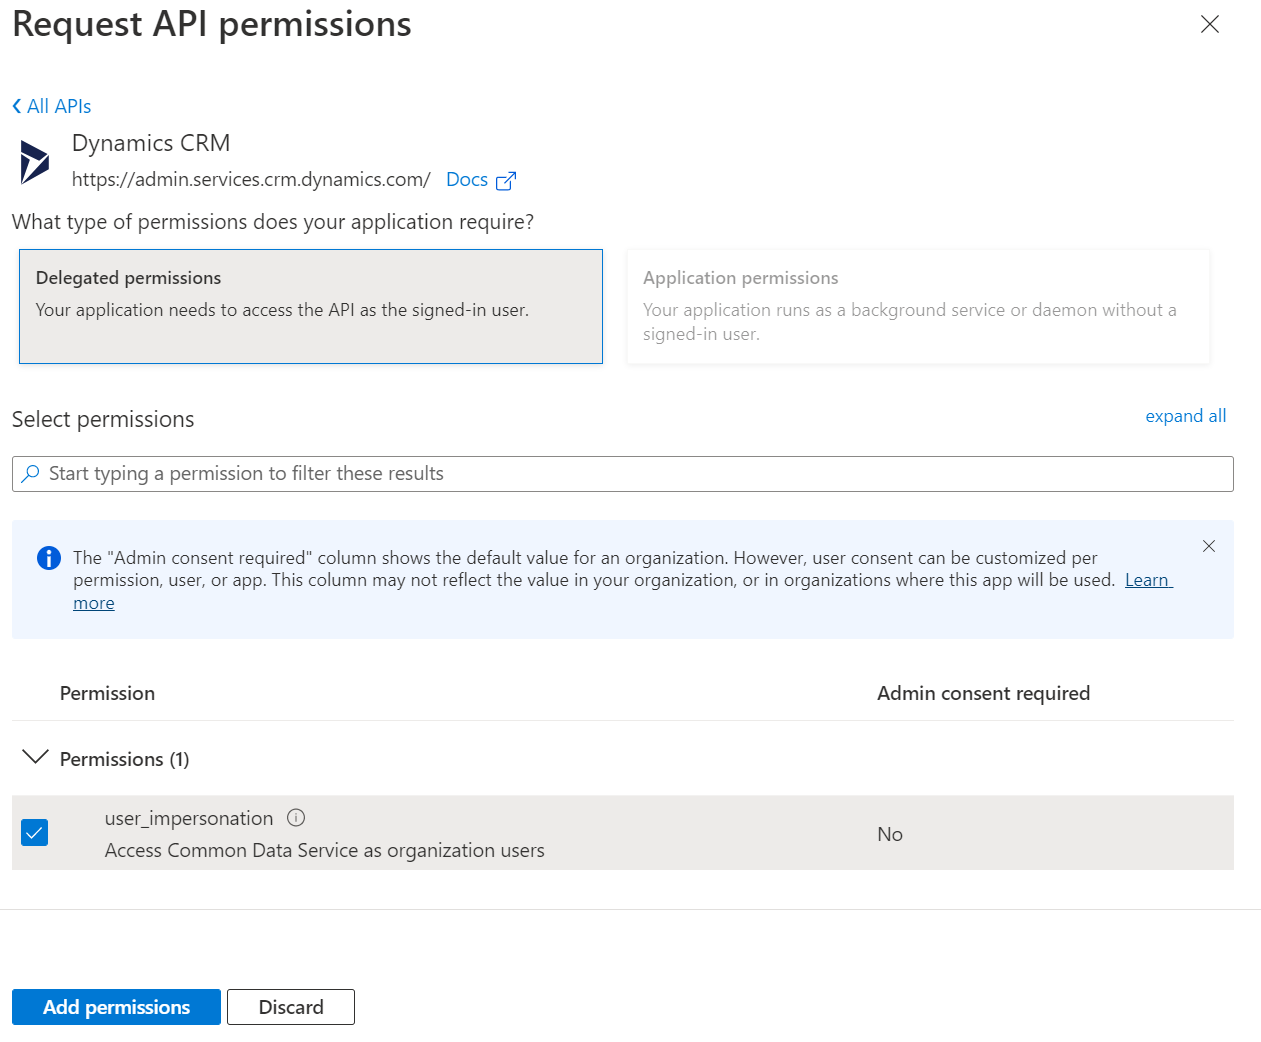 Request API permissions
All APIs
Dynamics CRM
https://admin.services.crm.dynamics.com/ Docs
What type of permissions does your application require?
Delegated permissions
Your application needs to access the API as the signed-in user.
Application permissions
Your application runs as a background service or daemon without a
signed-in user.
Select permissions
expand all
Start typing a permission to filter these results
The "Admin consent required" column shows the default value for an organization. However, user consent can be customized per
permission, user, or app. This column may not reflect the value in your organization, or in organizations where this app will be used. Learn
more
Permission Admin consent required
Permissions (1)
user_impersonation
Access Common Data Service as organization users
No
Add permissions Discard